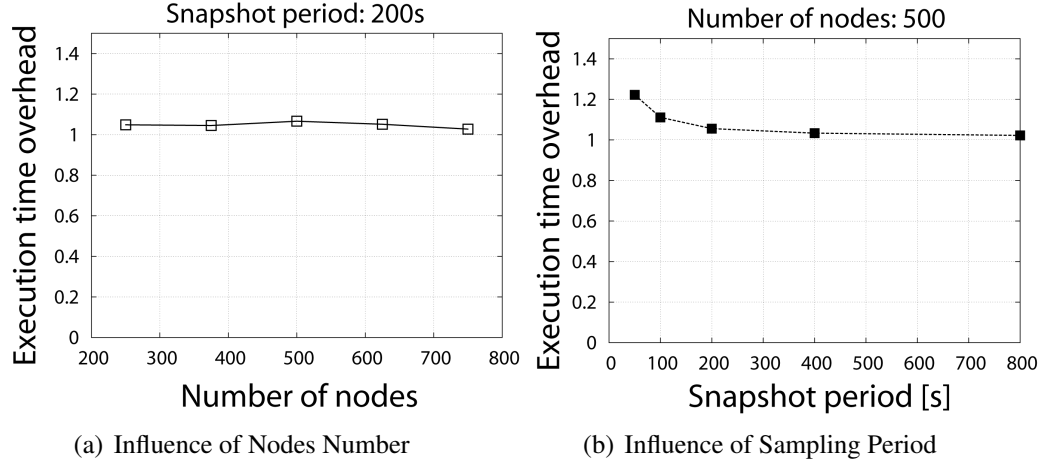 Snapshot period: 200s
Execution time overhead
1.4
1.2
1
0.8
0.6
0.4
0.2
0
200 300 400 500 600 700 800
Number of nodes
(a) Influence of Nodes Number
Number of nodes: 500
Execution time overhead
1.4
1.2
1
0.8
0.6
0.4
0.2
0
0 100 200 300 400 500 600 700 800
Snapshot period [s]
(b) Influence of Sampling Period